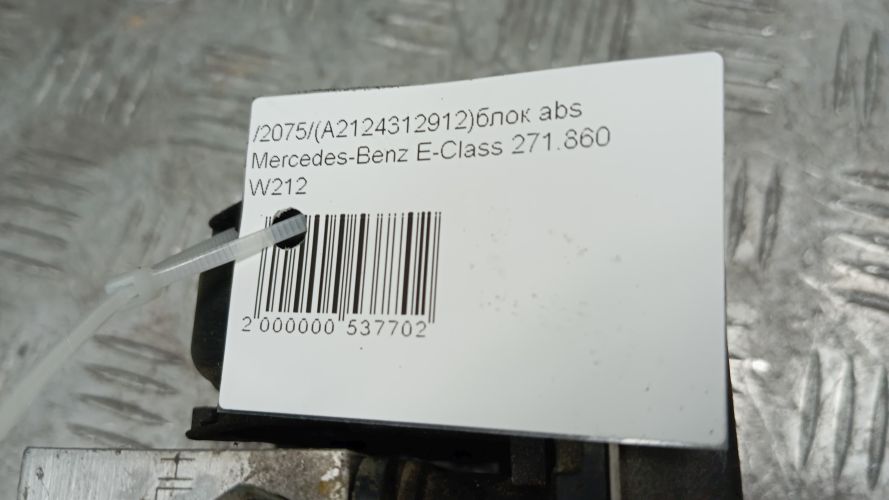 /2075/(A2124312912)блок abs
Mercedes-Benz E-Class 271.860
W212
2 000000 537702